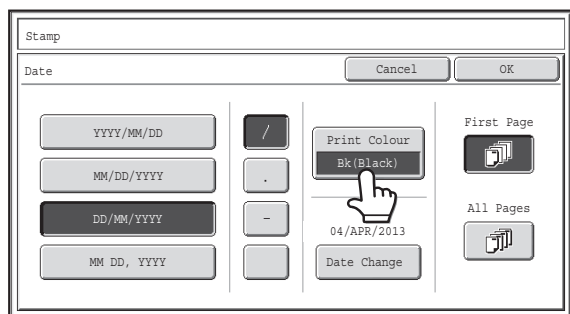 Stamp
Date
Cancel
OK
YYYY/MM/DD
MM/DD/YYYY
DD/MM/YYYY
MM DD, YYYY
/
.
-
Print Colour
Bk(Black)
04/APR/2013
Date Change
First Page
All Pages